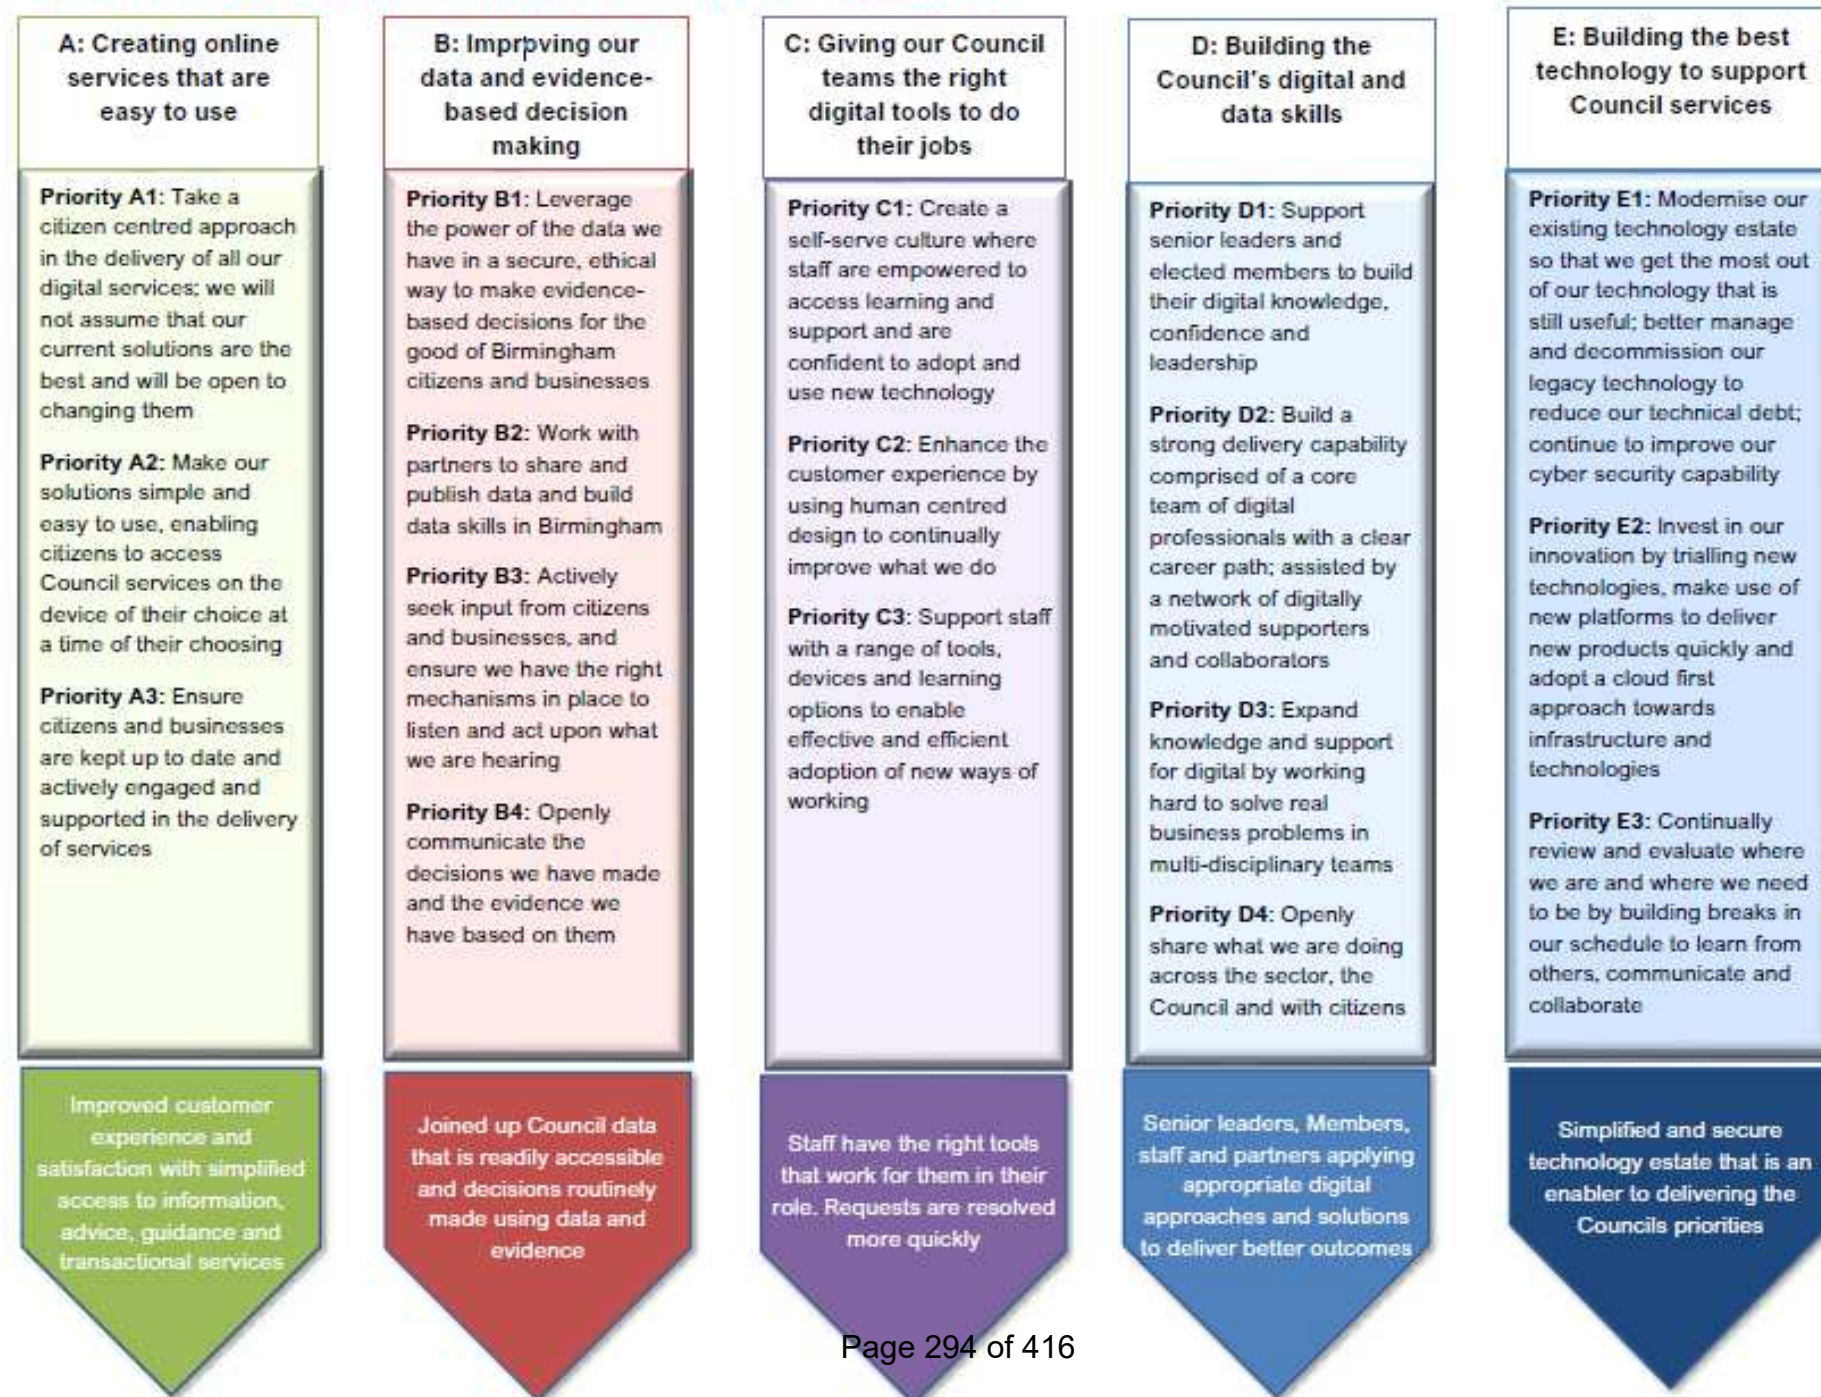 A: Creating online
services that are
easy to use
Priority A1: Take a
citizen centred approach
in the delivery of all our
digital services; we will
not assume that our
current solutions are the
best and will be open to
changing them
Priority A2: Make our
solutions simple and
easy to use, enabling
citizens to access
Council services on the
device of their choice at
a time of their choosing
Priority A3: Ensure
citizens and businesses
are kept up to date and
actively engaged and
supported in the delivery
of services
Improved customer
experience and
satisfaction with simplified
access to information,
advice, guidance and
transactional services
B: Improving our
data and evidence-
based decision
making
Priority B1: Leverage
the power of the data we
have in a secure, ethical
way to make evidence-
based decisions for the
good of Birmingham
citizens and businesses
Priority B2: Work with
partners to share and
publish data and build
data skills in Birmingham
Priority B3: Actively
seek input from citizens
and businesses, and
ensure we have the right
mechanisms in place to
listen and act upon what
we are hearing
Priority B4: Openly
communicate the
decisions we have made
and the evidence we
have based on them
Joined up Council data
that is readily accessible
and decisions routinely
made using data and
evidence
C: Giving our Council
teams the right
digital tools to do
their jobs
Priority C1: Create a
self-serve culture where
staff are empowered to
access learning and
support and are
confident to adopt and
use new technology
Priority C2: Enhance the
customer experience by
using human centred
design to continually
improve what we do
Priority C3: Support staff
with a range of tools,
devices and learning
options to enable
effective and efficient
adoption of new ways of
working
Staff have the right tools
that work for them in their
role. Requests are resolved
more quickly
D: Building the
Council's digital and
data skills
Priority D1: Support
senior leaders and
elected members to build
their digital knowledge,
confidence and
leadership
Priority D2: Build a
strong delivery capability
comprised of a core
team of digital
professionals with a clear
career path; assisted by
a network of digitally
motivated supporters
and collaborators
Priority D3: Expand
knowledge and support
for digital by working
hard to solve real
business problems in
multi-disciplinary teams
Priority D4: Openly
share what we are doing
across the sector, the
Council and with citizens
Senior leaders, Members,
staff and partners applying
appropriate digital
approaches and solutions
to deliver better outcomes
E: Building the best
technology to support
Council services
Priority E1: Modernise our
existing technology estate
so that we get the most out
of our technology that is
still useful; better manage
and decommission our
legacy technology to
reduce our technical debt;
continue to improve our
cyber security capability
Priority E2: Invest in our
innovation by trialling new
technologies, make use of
new platforms to deliver
new products quickly and
adopt a cloud first
approach towards
infrastructure and
technologies
Priority E3: Continually
review and evaluate where
we are and where we need
to be by building breaks in
our schedule to learn from
others, communicate and
collaborate
Simplified and secure
technology estate that is an
enabler to delivering the
Councils priorities
Page 294 of 416